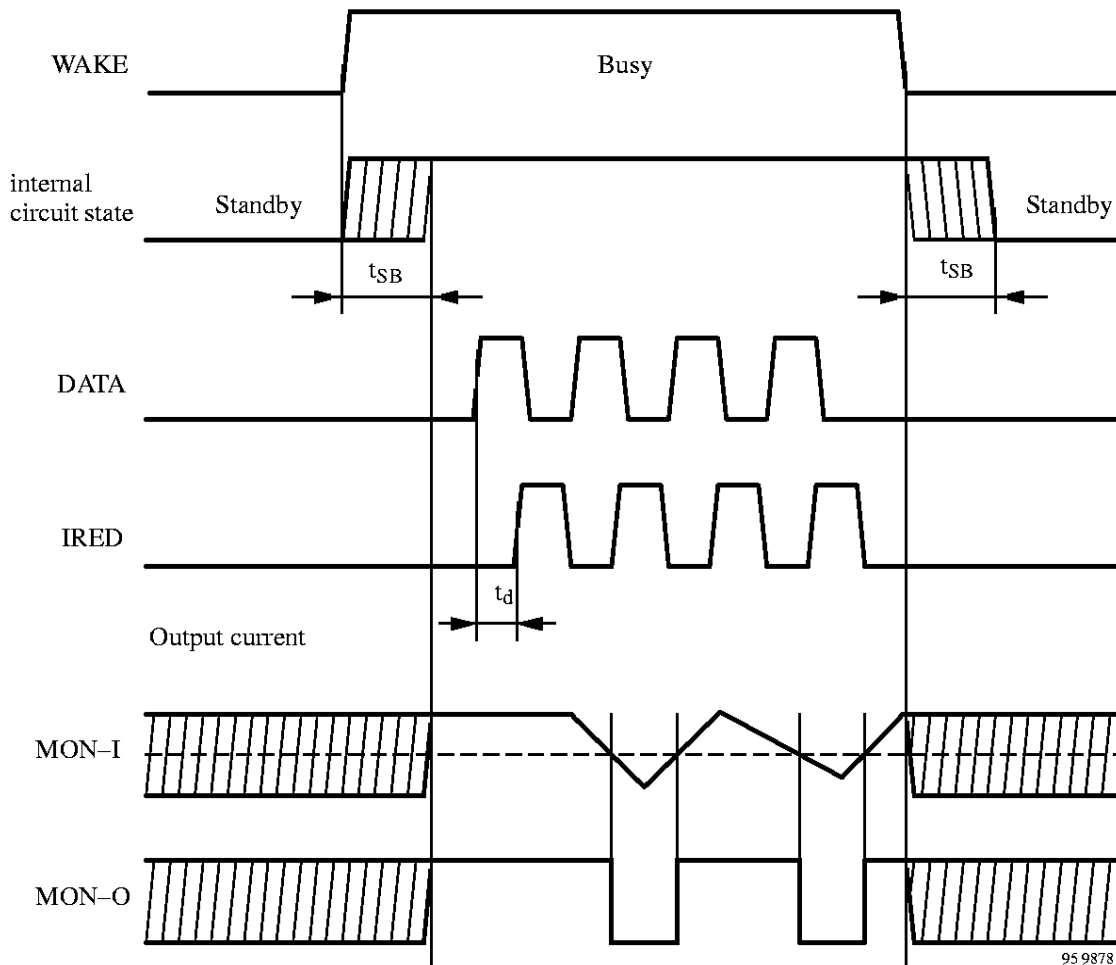 WAKE
Busy
internal
circuit state
Standby
Standby
tSB
tSB
DATA
IRED
td
Output current
MON–I
MON–O
95 9878